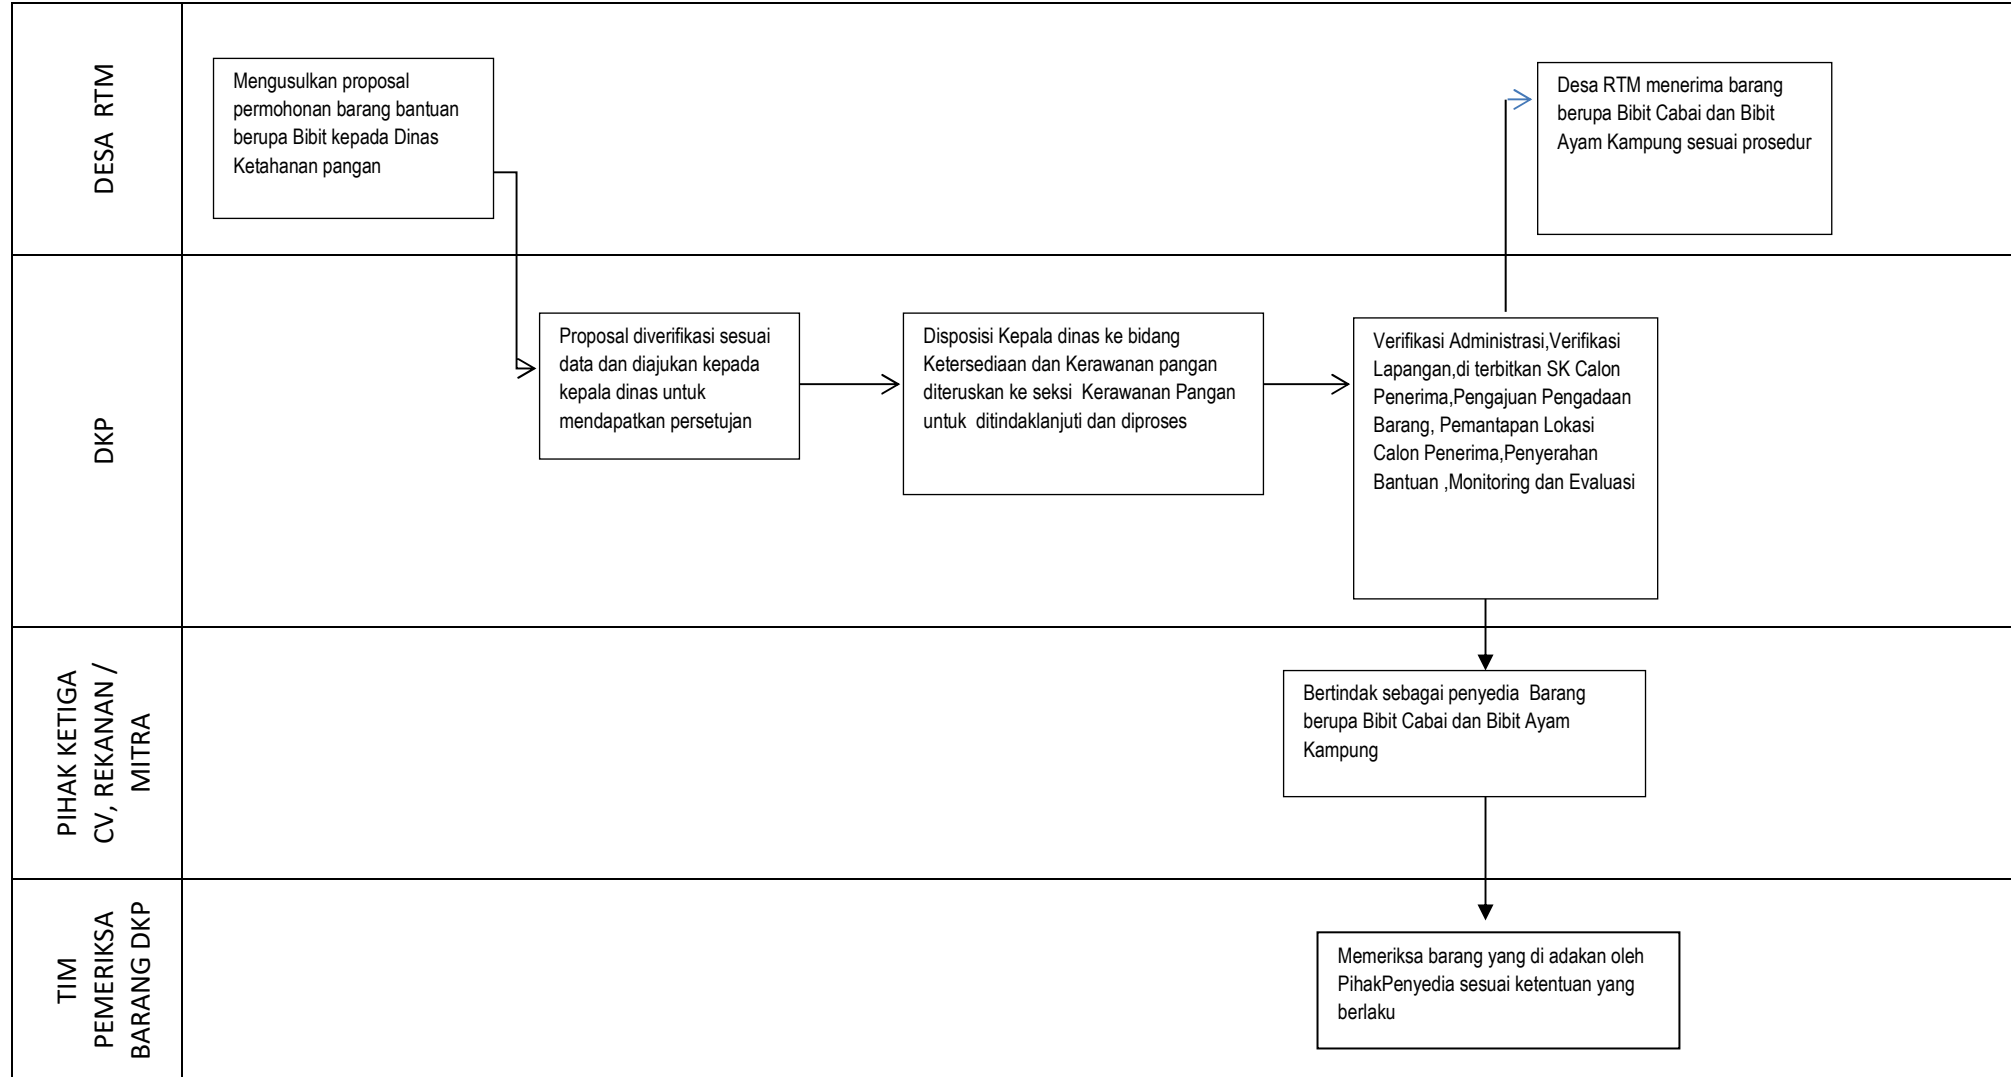 DESA RTM
Mengusulkan proposal
permohonan barang bantuan
berupa Bibit kepada Dinas
Ketahanan pangan
Desa RTM menerima barang
berupa Bibit Cabai dan Bibit
Ayam Kampung sesuai prosedur
DKP
Proposal diverifikasi sesuai
data dan diajukan kepada
kepala dinas untuk
mendapatkan persetujan
Disposisi Kepala dinas ke bidang
Ketersediaan dan Kerawanan pangan
diteruskan ke seksi Kerawanan Pangan
untuk ditindaklanjuti dan diproses
Verifikasi Administrasi,Verifikasi
Lapangan,di terbitkan SK Calon
Penerima,Pengajuan Pengadaan
Barang, Pemantapan Lokasi
Calon Penerima,Penyerahan
Bantuan ,Monitoring dan Evaluasi
PIHAK KETIGA
CV, REKANAN /
MITRA
Bertindak sebagai penyedia Barang
berupa Bibit Cabai dan Bibit Ayam
Kampung
TIM
PEMERIKSA
BARANG DKP
Memeriksa barang yang di adakan oleh
PihakPenyedia sesuai ketentuan yang
berlaku